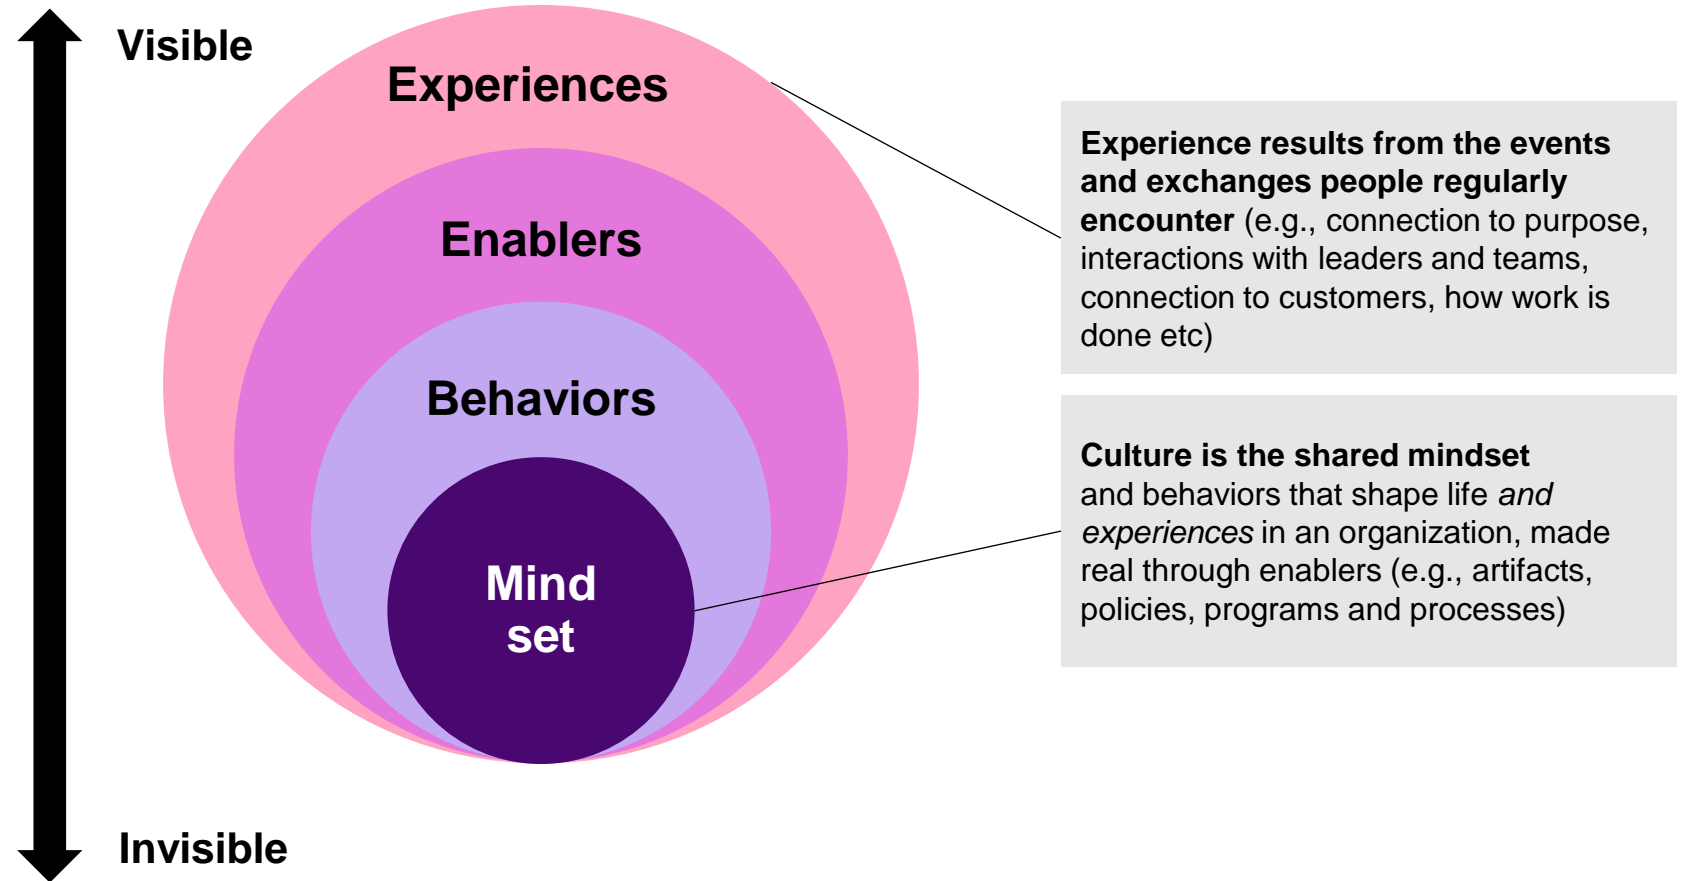 Visible
Experiences
Enablers
Behaviors
Mind
set
Invisible
Experience results from the events
and exchanges people regularly
encounter (e.g., connection to purpose,
interactions with leaders and teams,
connection to customers, how work is
done etc)
Culture is the shared mindset
and behaviors that shape life and
experiences in an organization, made
real through enablers (e.g., artifacts,
policies, programs and processes)